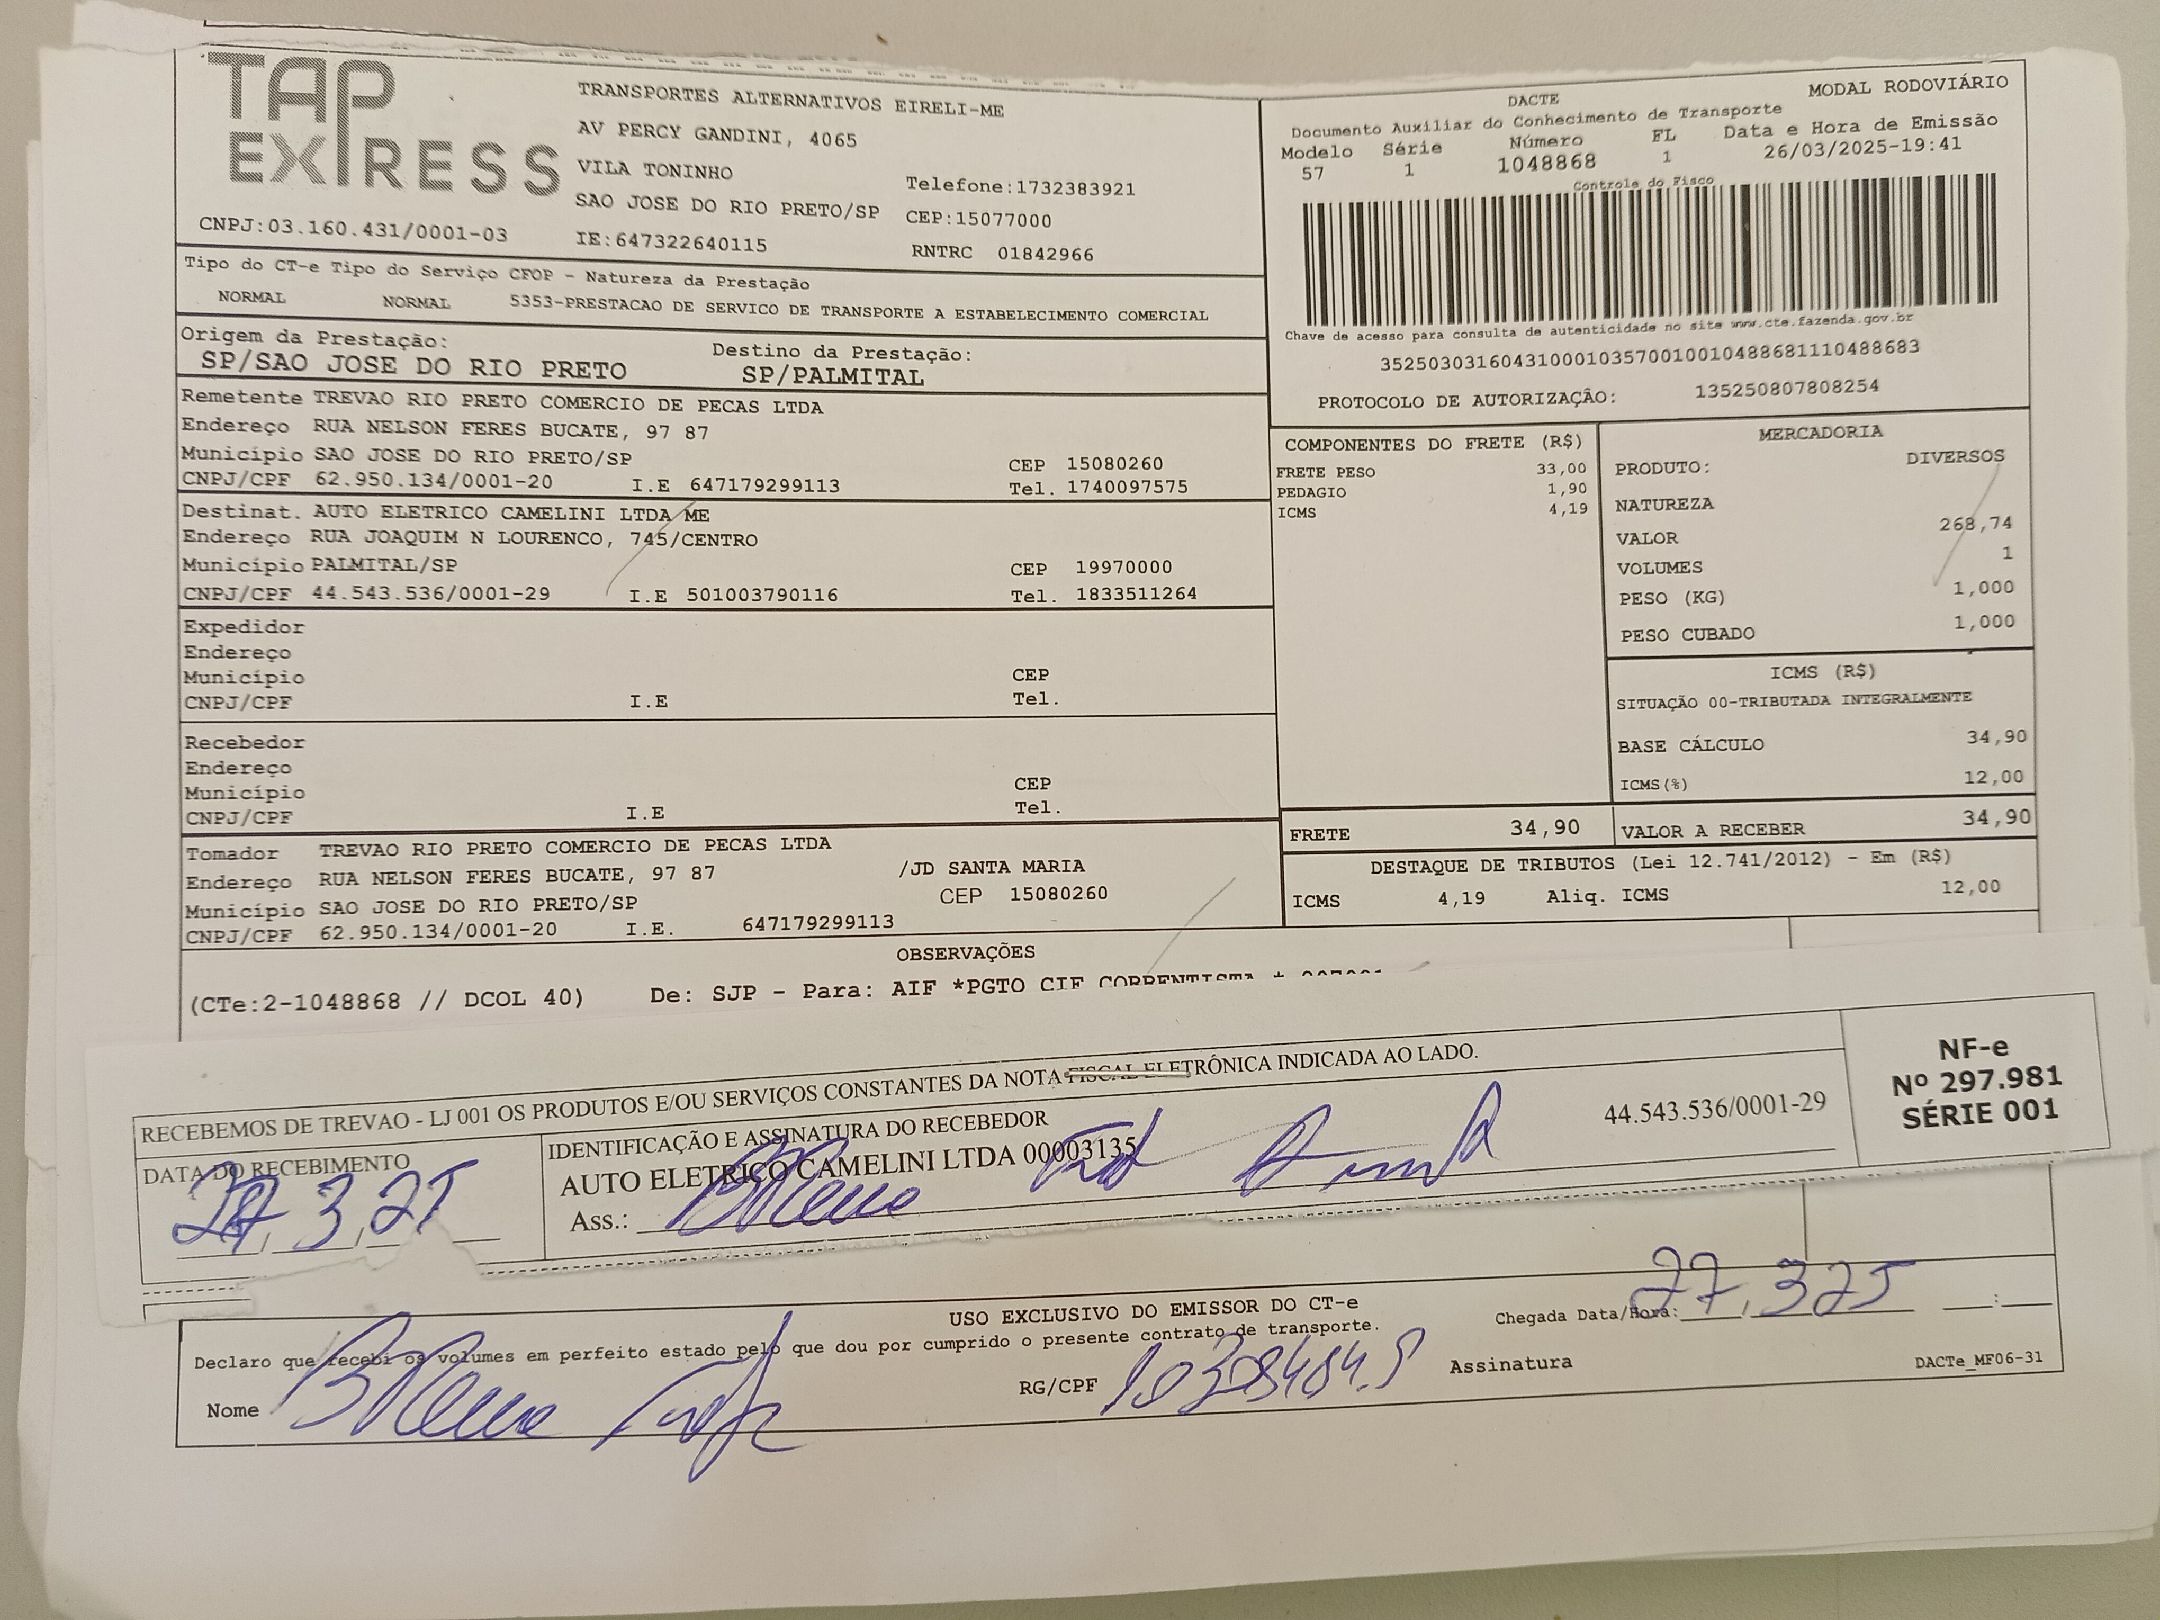 TAP EXPRESS
TRANSPORTES ALTERNATIVOS EIRELI-ME
AV PERCY GANDINI, 4065
VILA TONINHO
Telefone:1732383921
SAO JOSE DO RIO PRETO/SP CEP:15077000
CNPJ:03.160.431/0001-03 IE:647322640115 RNTRC 01842966
DACTE MODAL RODOVIÁRIO
Documento Auxiliar do Conhecimento de Transporte
Modelo Série Número FL Data e Hora de Emissão
57 1 1048868 1 26/03/2025-19:41
Controle do Fisco
Chave de acesso para consulta de autenticidade no site www.cte.fazenda.gov.br
35250303160431000103570010010488681110488683
PROTOCOLO DE AUTORIZAÇÃO: 135250807808254
Tipo do CT-e Tipo do Serviço CFOP - Natureza da Prestação
NORMAL NORMAL 5353-PRESTACAO DE SERVICO DE TRANSPORTE A ESTABELECIMENTO COMERCIAL
Origem da Prestação: Destino da Prestação:
SP/SAO JOSE DO RIO PRETO SP/PALMITAL
Remetente TREVAO RIO PRETO COMERCIO DE PECAS LTDA
Endereço RUA NELSON FERES BUCATE, 97 87
Município SAO JOSE DO RIO PRETO/SP CEP 15080260
CNPJ/CPF 62.950.134/0001-20 I.E 647179299113 Tel. 1740097575
Destinat. AUTO ELETRICO CAMELINI LTDA ME
Endereço RUA JOAQUIM N LOURENCO, 745/CENTRO
Município PALMITAL/SP CEP 19970000
CNPJ/CPF 44.543.536/0001-29 I.E 501003790116 Tel. 1833511264
Expedidor
Endereço
Município CEP
CNPJ/CPF I.E Tel.
Recebedor
Endereço
Município CEP
CNPJ/CPF I.E Tel.
Tomador TREVAO RIO PRETO COMERCIO DE PECAS LTDA
Endereço RUA NELSON FERES BUCATE, 97 87 /JD SANTA MARIA
Município SAO JOSE DO RIO PRETO/SP CEP 15080260
CNPJ/CPF 62.950.134/0001-20 I.E. 647179299113
COMPONENTES DO FRETE (R$)
FRETE PESO 33,00
PEDAGIO 1,90
ICMS 4,19
MERCADORIA
PRODUTO: DIVERSOS
NATUREZA
VALOR 268,74
VOLUMES 1
PESO (KG) 1,000
PESO CUBADO 1,000
ICMS (R$)
SITUAÇÃO 00-TRIBUTADA INTEGRALMENTE
BASE CÁLCULO 34,90
ICMS(%) 12,00
FRETE 34,90 VALOR A RECEBER 34,90
DESTAQUE DE TRIBUTOS (Lei 12.741/2012) - Em (R$)
ICMS 4,19 Aliq. ICMS 12,00
OBSERVAÇÕES
(CTe:2-1048868 // DCOL 40) De: SJP - Para: AIF *PGTO CIF CORRENTISTA *
RECEBEMOS DE TREVAO - LJ 001 OS PRODUTOS E/OU SERVIÇOS CONSTANTES DA NOTA FISCAL ELETRÔNICA INDICADA AO LADO.
DATA DO RECEBIMENTO
27 3 25
IDENTIFICAÇÃO E ASSINATURA DO RECEBEDOR
AUTO ELETRICO CAMELINI LTDA 00003135 44.543.536/0001-29
Ass.:
NF-e
Nº 297.981
SÉRIE 001
USO EXCLUSIVO DO EMISSOR DO CT-e
Declaro que recebi os volumes em perfeito estado pelo que dou por cumprido o presente contrato de transporte.
Chegada Data/Hora: 27, 3 25
Nome RG/CPF Assinatura
DACTe_MF06-31